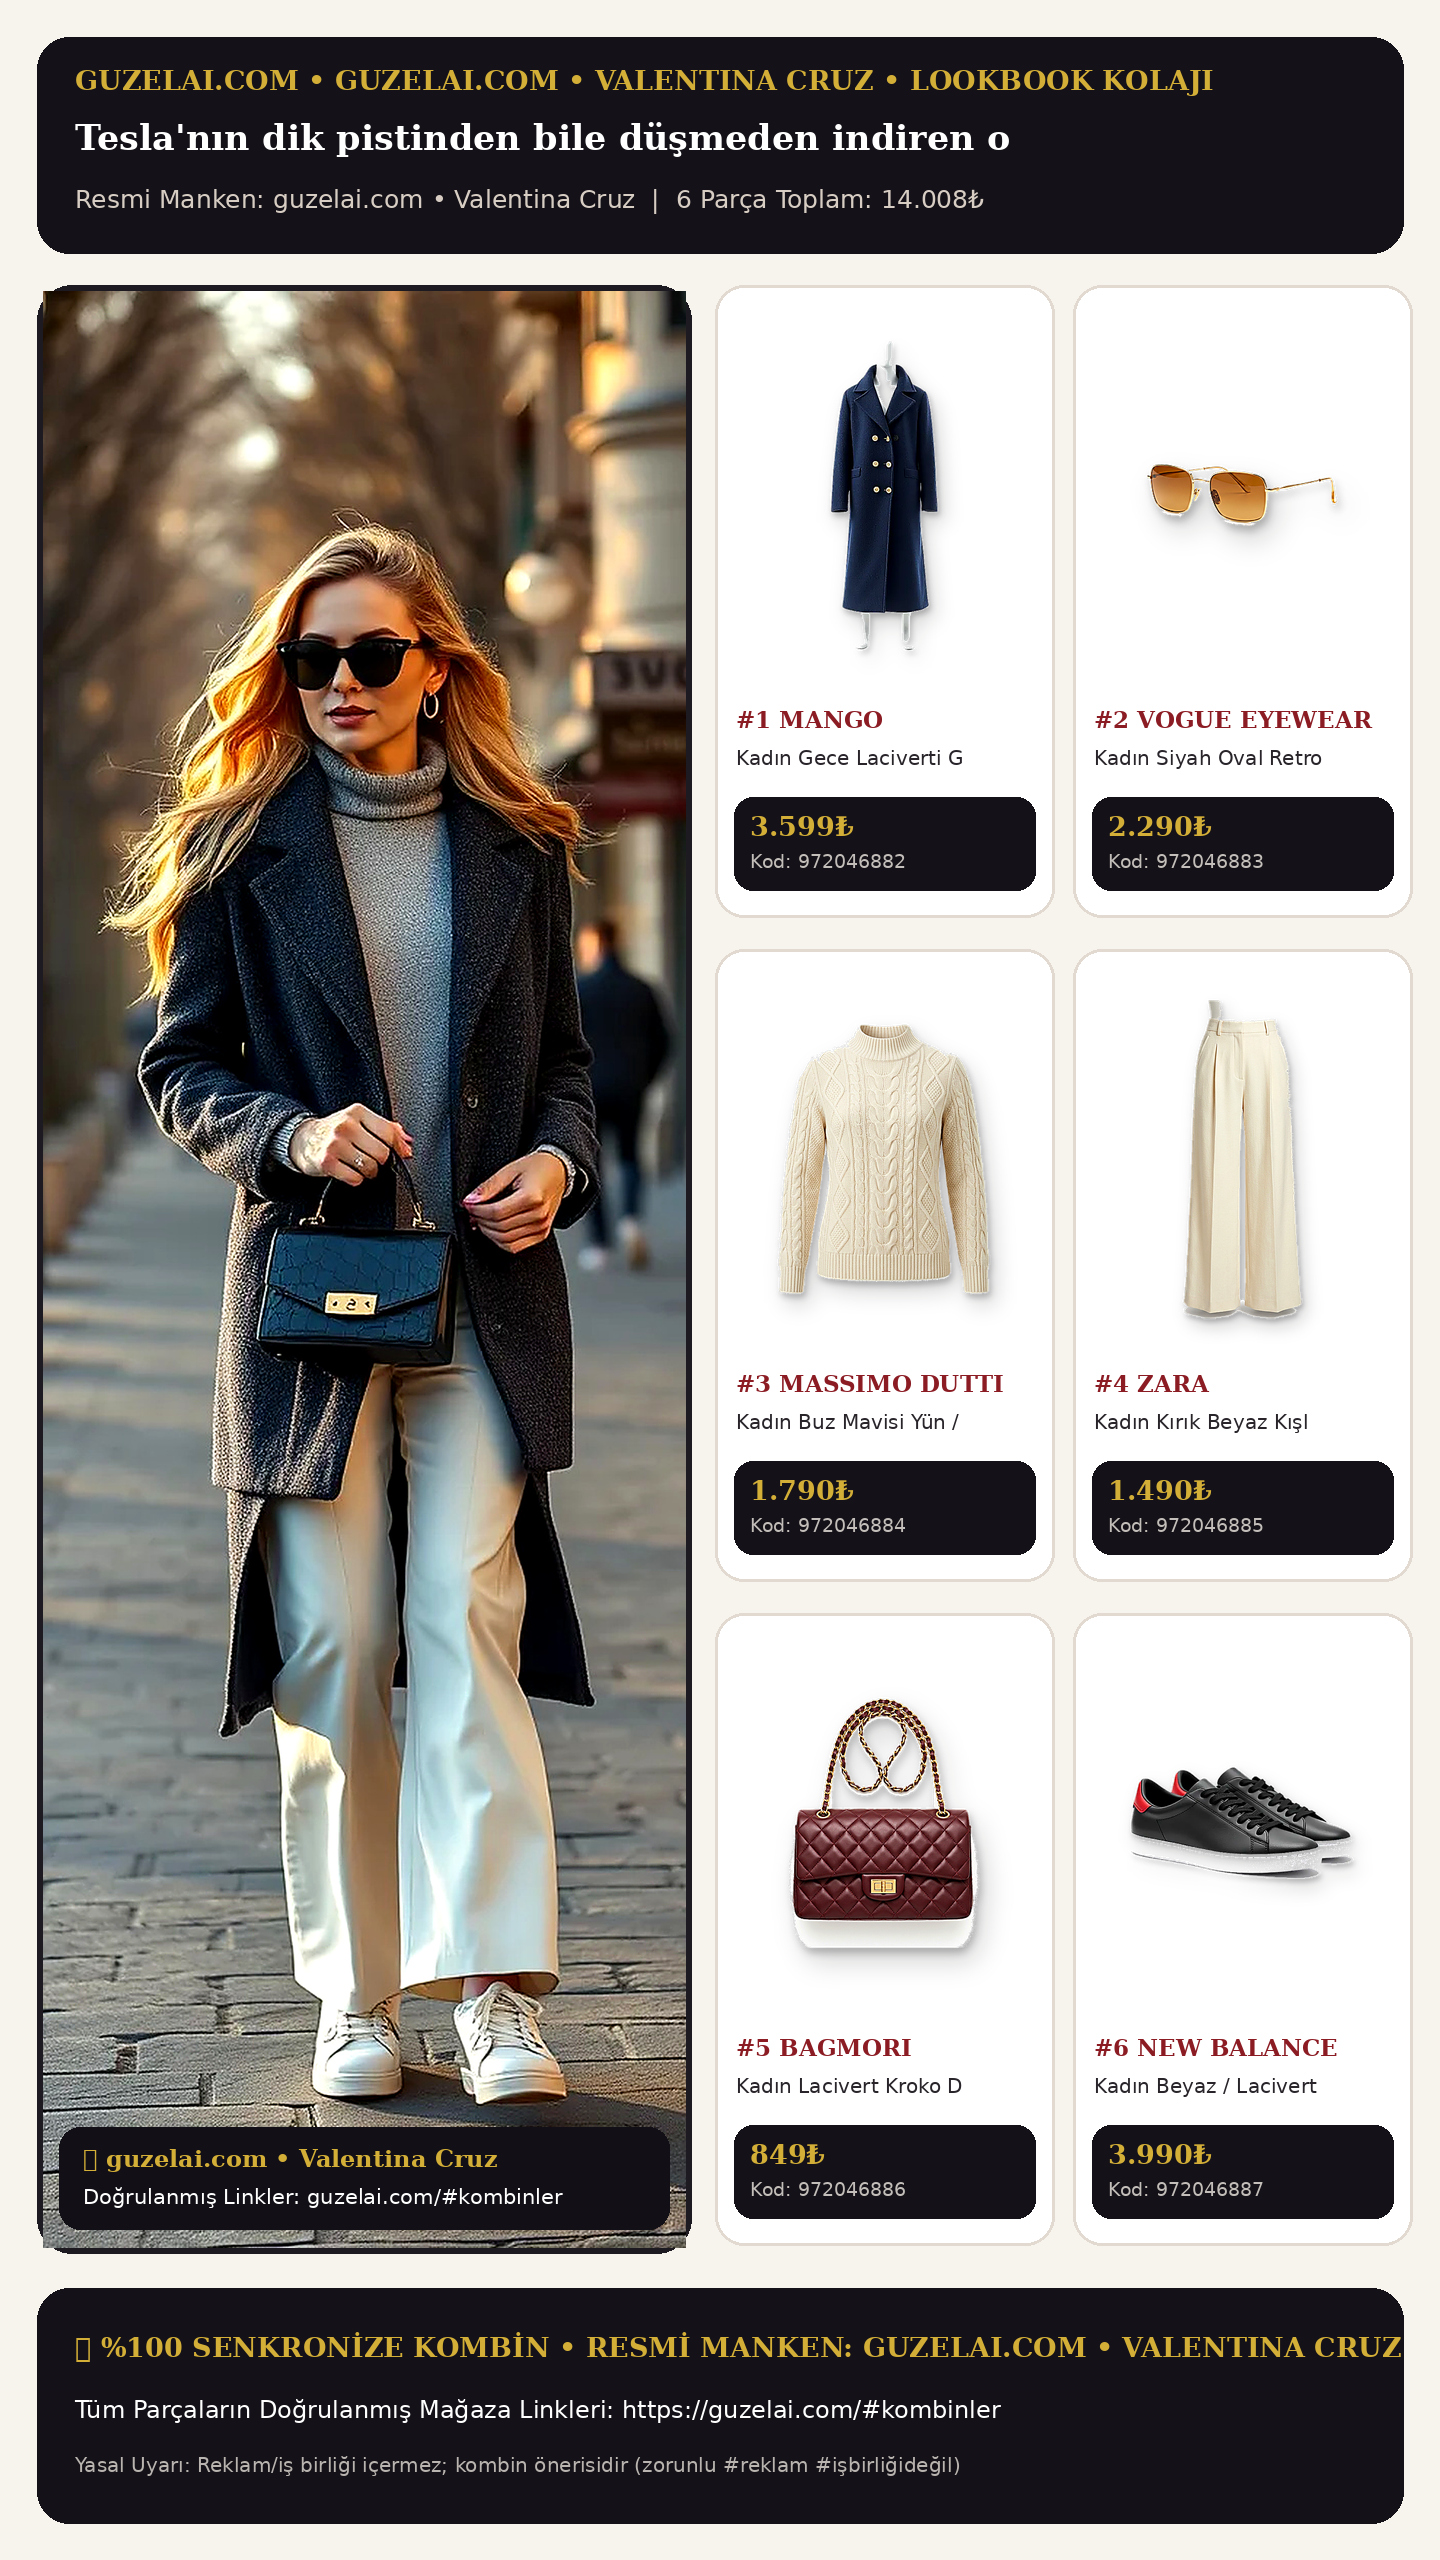 GUZELAI.COM • GUZELAI.COM • VALENTINA CRUZ • LOOKBOOK KOLAJI
Tesla'nın dik pistinden bile düşmeden indiren o
Resmi Manken: guzelai.com • Valentina Cruz | 6 Parça Toplam: 14.008₺
#1 MANGO
Kadın Gece Laciverti G
3.599₺
Kod: 972046882
#2 VOGUE EYEWEAR
Kadın Siyah Oval Retro
2.290₺
Kod: 972046883
#3 MASSIMO DUTTI
Kadın Buz Mavisi Yün /
1.790₺
Kod: 972046884
#4 ZARA
Kadın Kırık Beyaz Kışl
1.490₺
Kod: 972046885
#5 BAGMORI
Kadın Lacivert Kroko D
849₺
Kod: 972046886
#6 NEW BALANCE
Kadın Beyaz / Lacivert
3.990₺
Kod: 972046887
guzelai.com • Valentina Cruz
Doğrulanmış Linkler: guzelai.com/#kombinler
%100 SENKRONİZE KOMBİN • RESMİ MANKEN: GUZELAI.COM • VALENTINA CRUZ
Tüm Parçaların Doğrulanmış Mağaza Linkleri: https://guzelai.com/#kombinler
Yasal Uyarı: Reklam/iş birliği içermez; kombin önerisidir (zorunlu #reklam #işbirliğideğil)